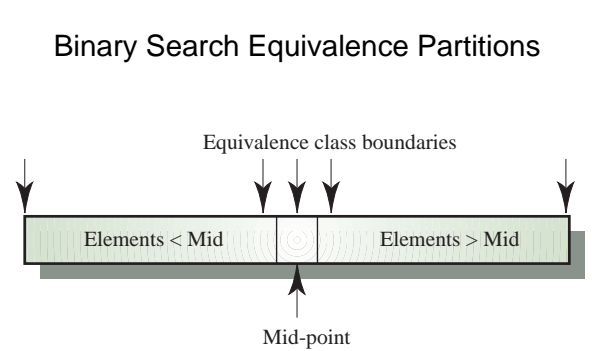 Binary Search Equivalence Partitions
Equivalence class boundaries
Elements < Mid
Elements > Mid
Mid-point